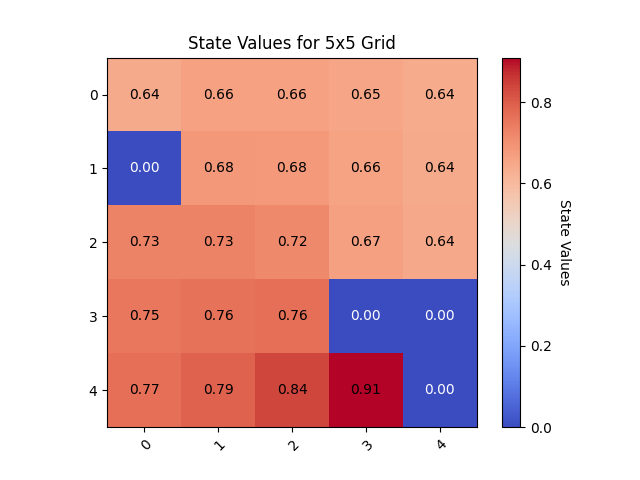 State Values for 5x5 Grid
0 0.64 0.66 0.66 0.65 0.64
1 0.00 0.68 0.68 0.66 0.64
2 0.73 0.73 0.72 0.67 0.64
3 0.75 0.76 0.76 0.00 0.00
4 0.77 0.79 0.84 0.91 0.00
0 1 2 3 4
0.8
0.6
0.4
0.2
0.0
State Values